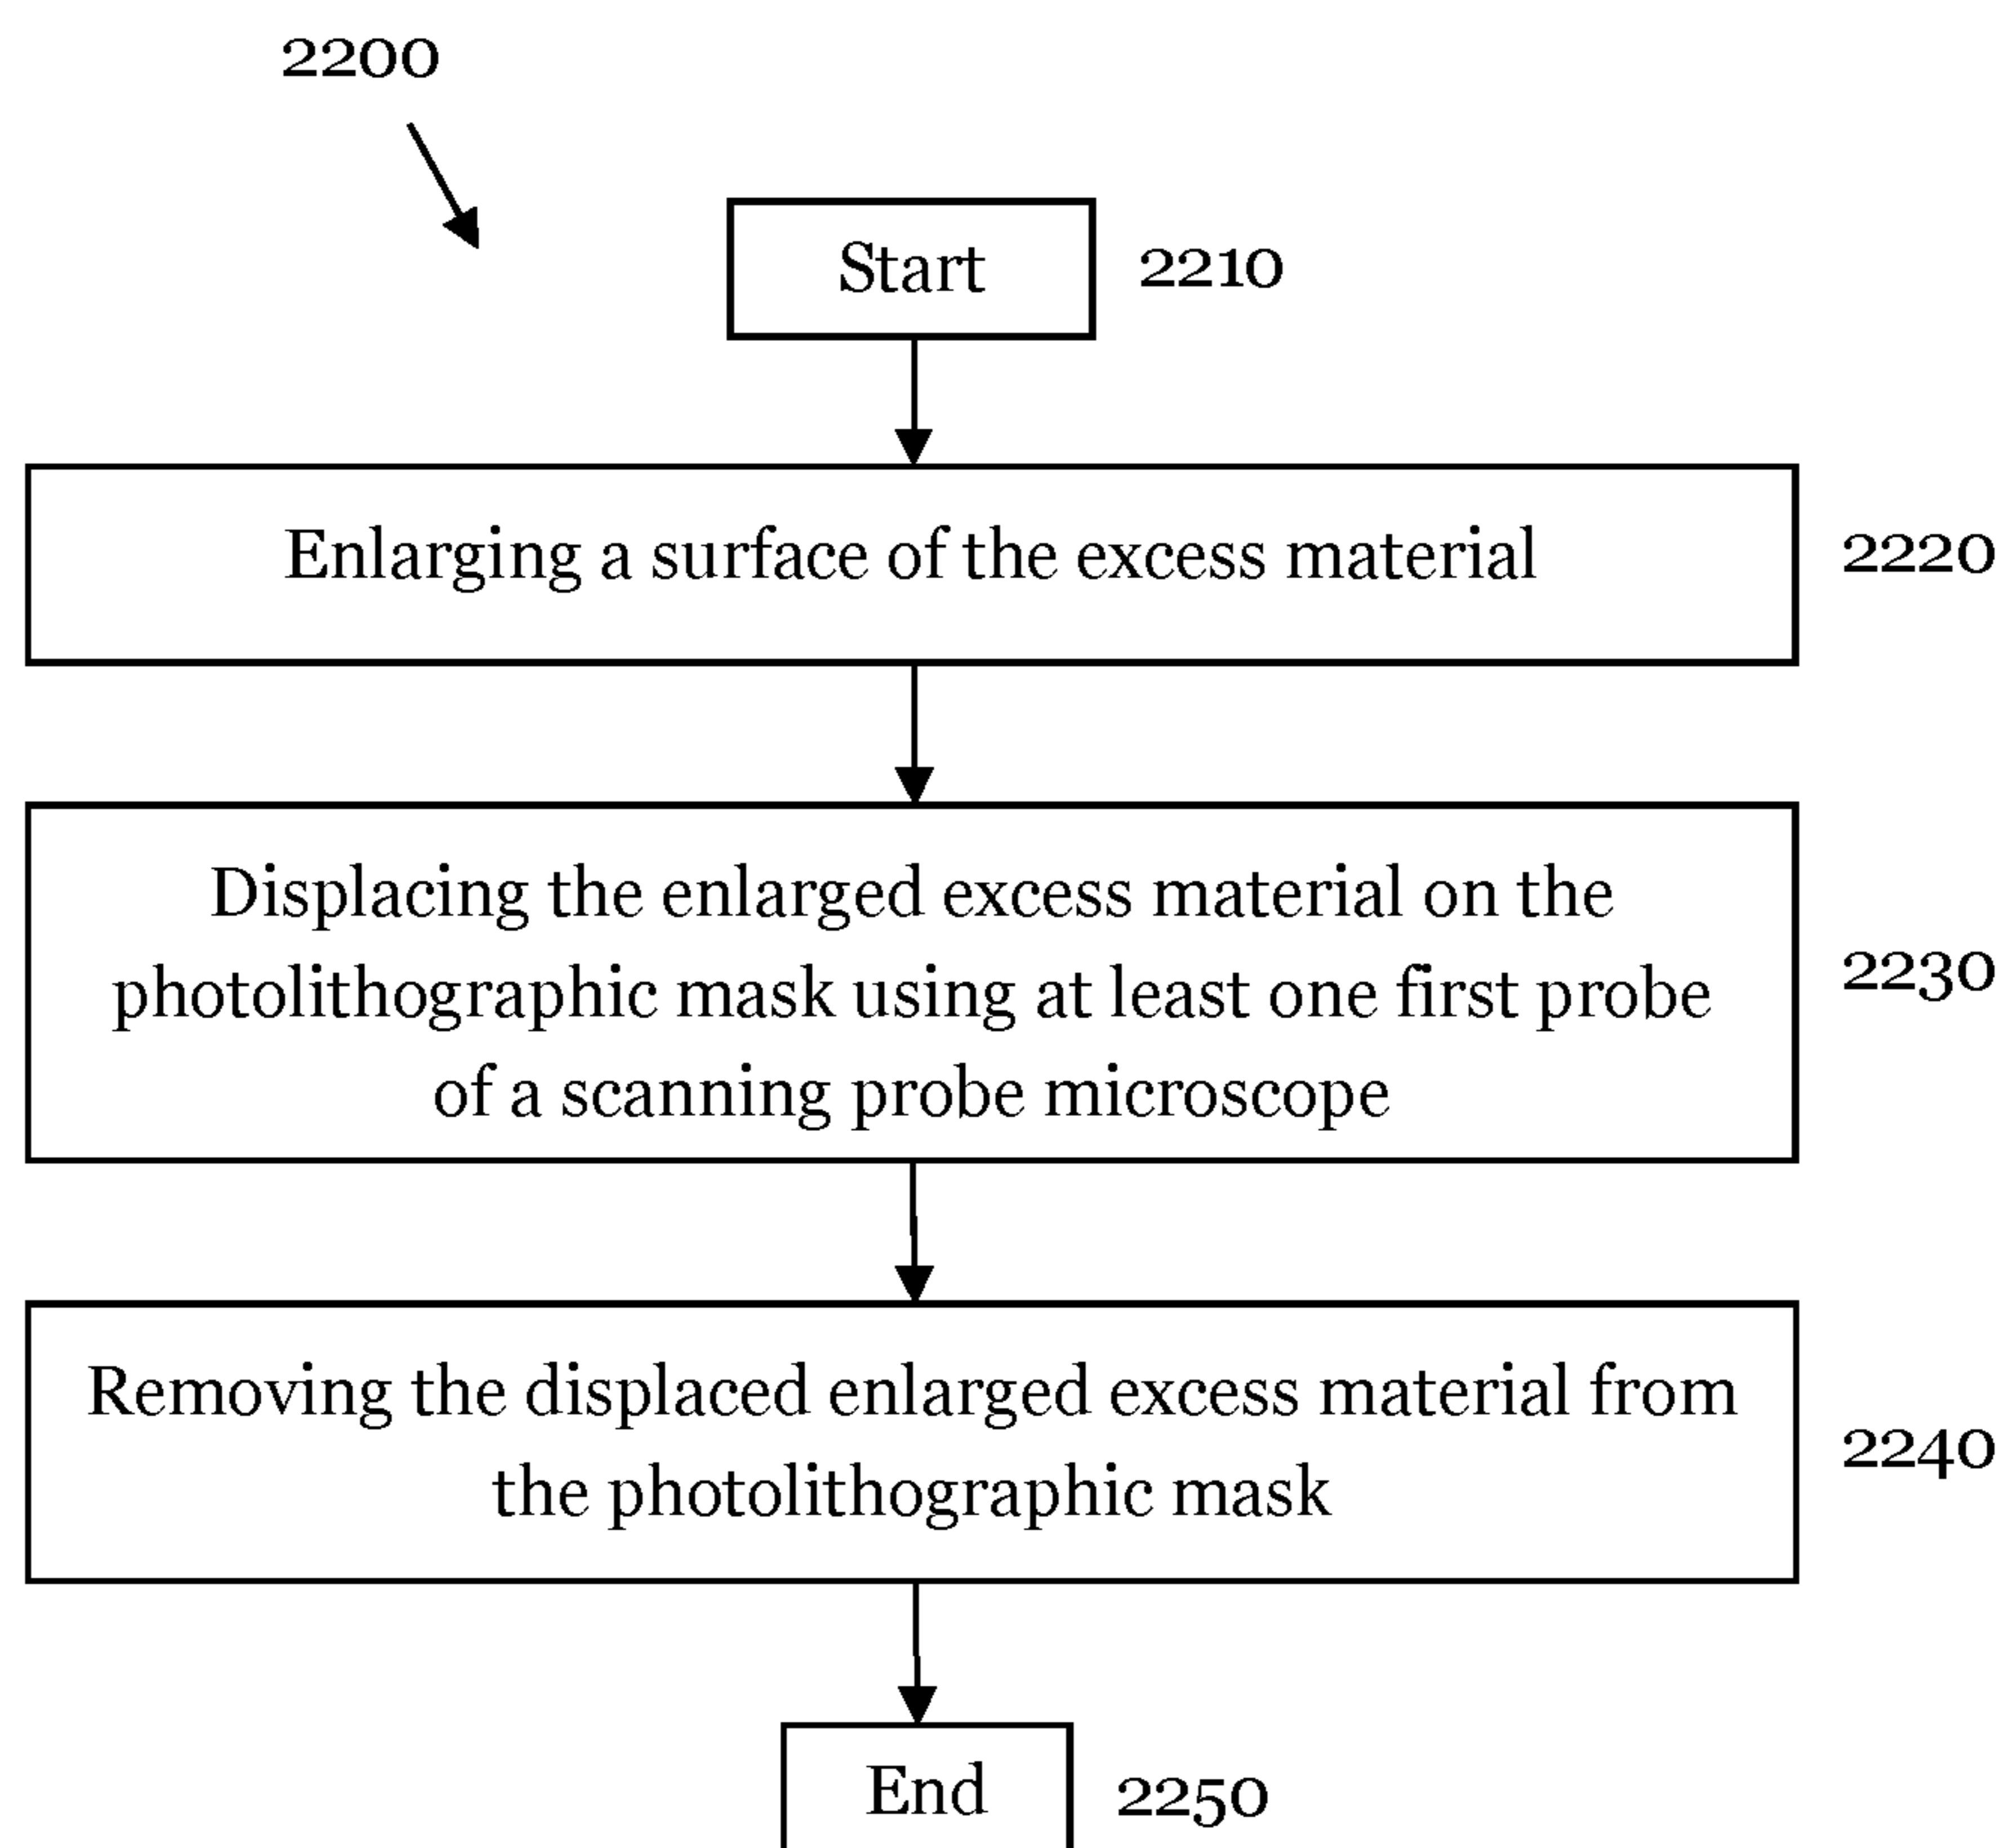 2200
Start
2210
Enlarging a surface of the excess material
2220
Displacing the enlarged excess material on the
photolithographic mask using at least one first probe
of a scanning probe microscope
2230
Removing the displaced enlarged excess material from
the photolithographic mask
2240
End
2250